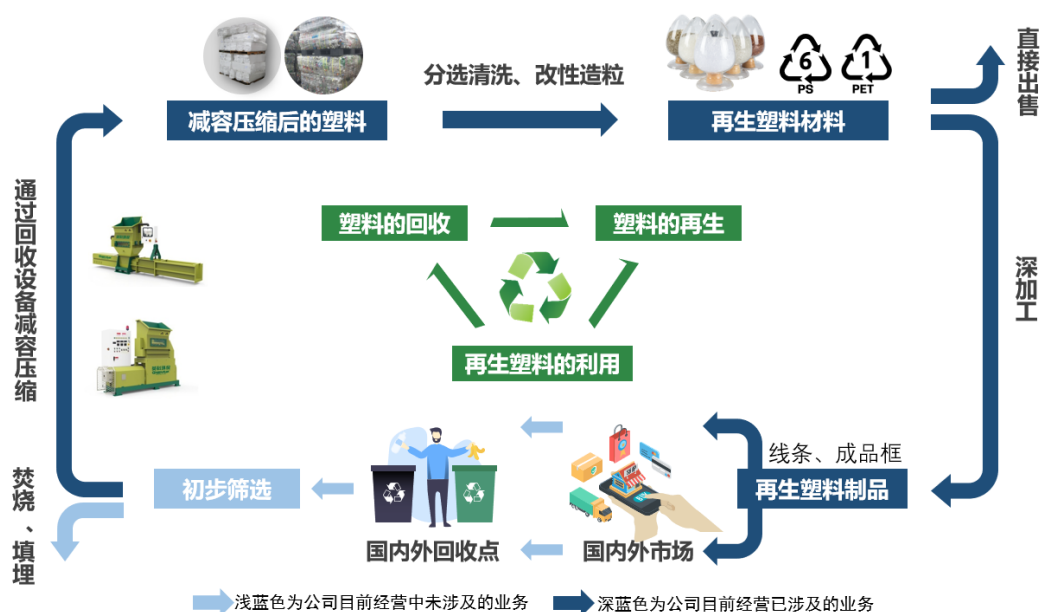 分选清洗、改性造粒
6
PS
1
PET
减容压缩后的塑料
再生塑料材料
直接出售
通过回收设备减容压缩
塑料的回收
塑料的再生
深加工
再生塑料的利用
线条、成品框
初步筛选
再生塑料制品
焚烧、填埋
国内外回收点
国内外市场
浅蓝色为公司目前经营中未涉及的业务
深蓝色为公司目前经营已涉及的业务